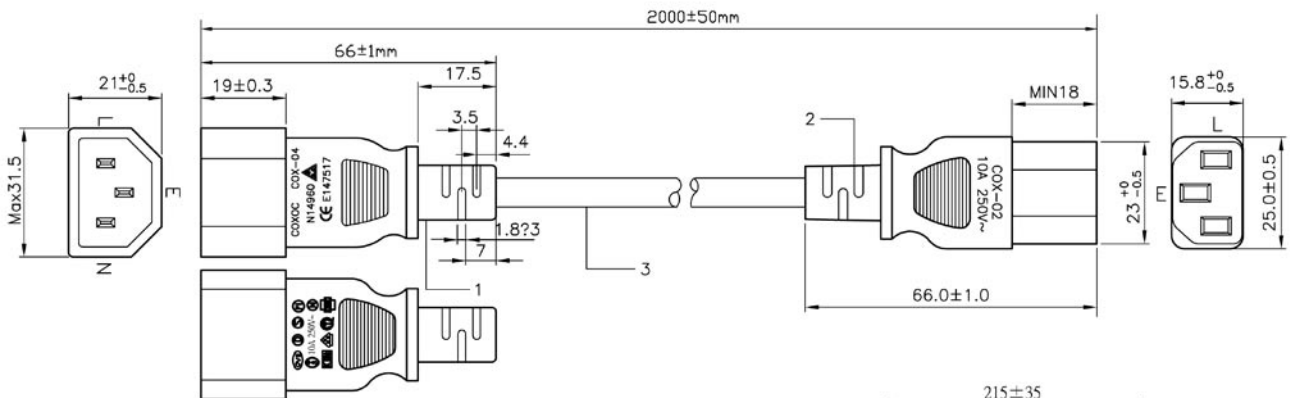 2000±50mm
66±1mm
21 +0 -0.5
19±0.3
17.5
MIN18
15.8 +0 -0.5
3.5
4.4
2
L
L
Max31.5
E
N
COXOC COX-04
N14960
CE E147517
COX-02
10A 250V~
23 +0 -0.5
E
25.0±0.5
1.8?3
7
1
3
66.0±1.0
10A 250V~
215±35